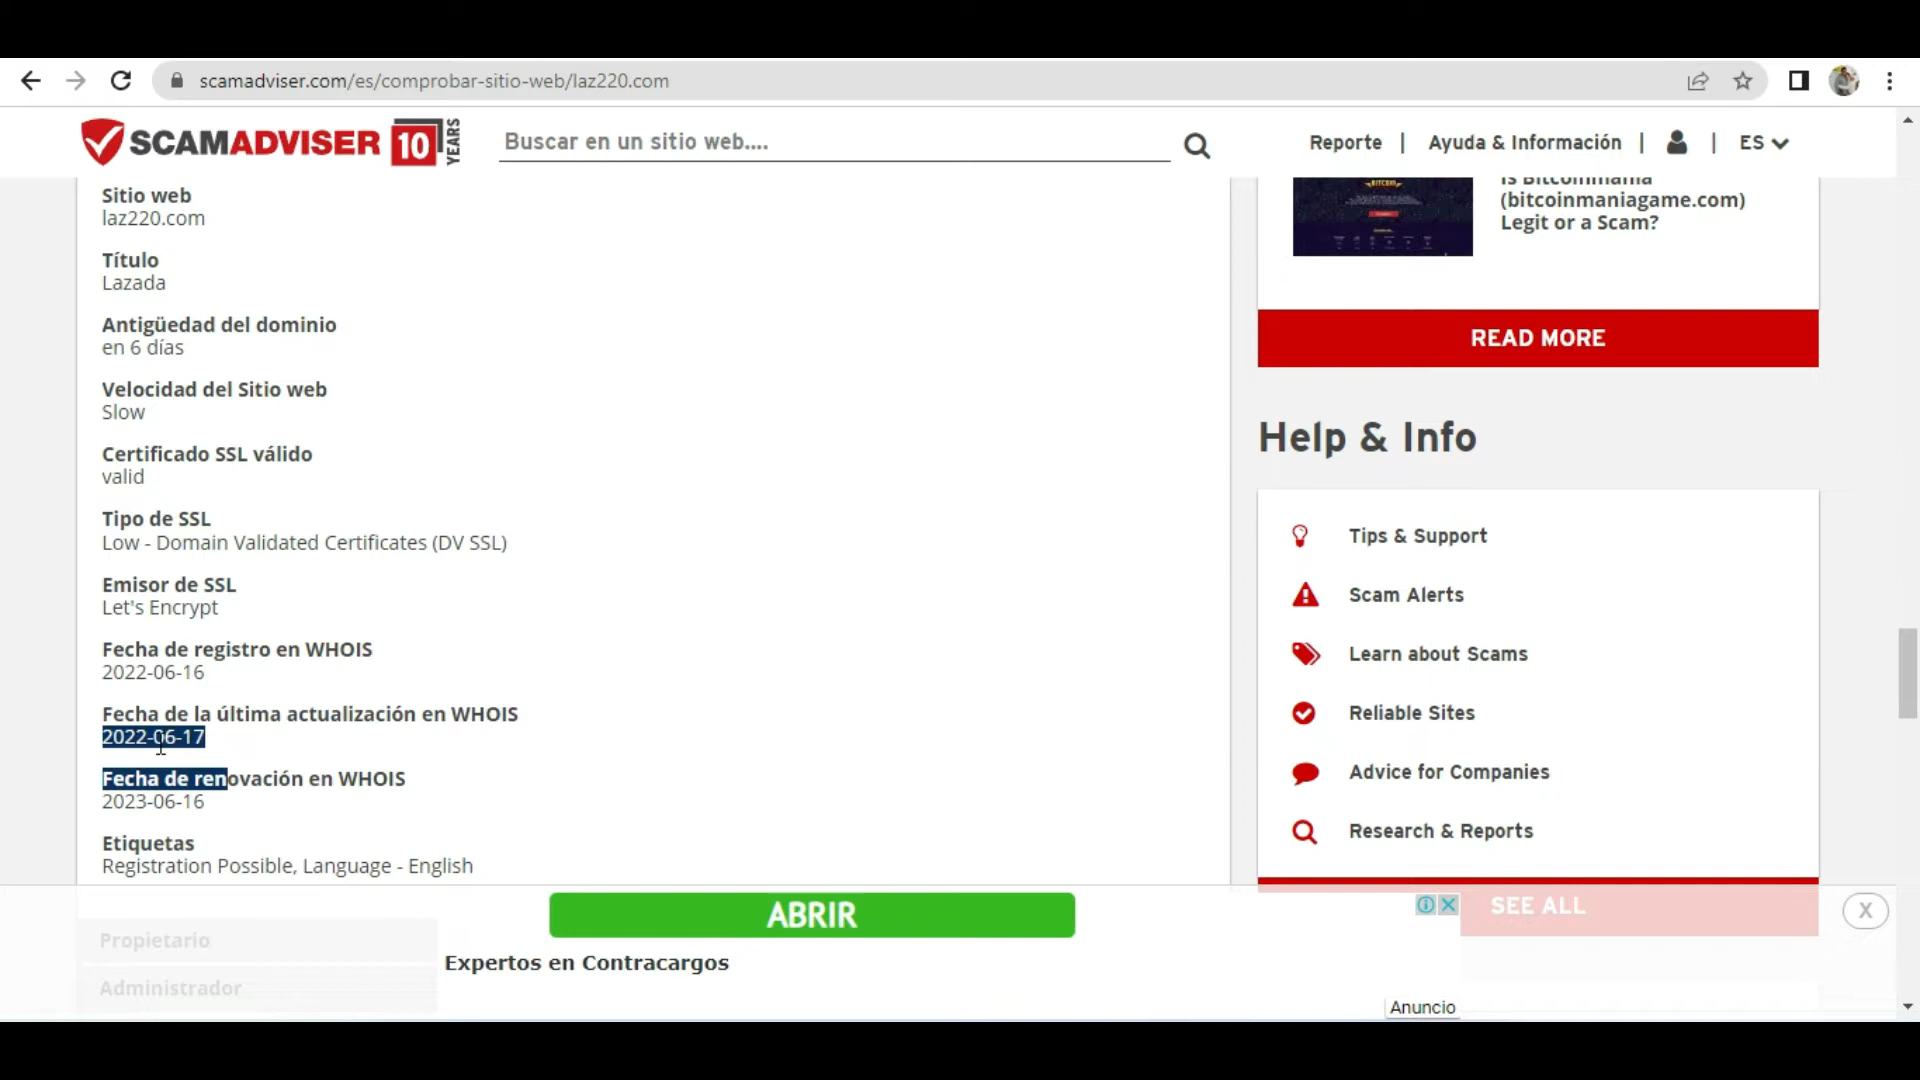 scamadviser.com/es/comprobar-sitio-web/laz220.com
SCAMADVISER 10 YEARS
Buscar en un sitio web....
Reporte | Ayuda & Información | | ES
Sitio web
laz220.com
Título
Lazada
Antigüedad del dominio
en 6 días
Velocidad del Sitio web
Slow
Certificado SSL válido
valid
Tipo de SSL
Low - Domain Validated Certificates (DV SSL)
Emisor de SSL
Let's Encrypt
Fecha de registro en WHOIS
2022-06-16
Fecha de la última actualización en WHOIS
2022-06-17
Fecha de renovación en WHOIS
2023-06-16
Etiquetas
Registration Possible, Language - English
Propietario
Administrador
BITCOIN
Is Bitcoinmania
(bitcoinmaniagame.com)
Legit or a Scam?
READ MORE
Help & Info
Tips & Support
Scam Alerts
Learn about Scams
Reliable Sites
Advice for Companies
Research & Reports
SEE ALL
ABRIR
Expertos en Contracargos
Anuncio
X